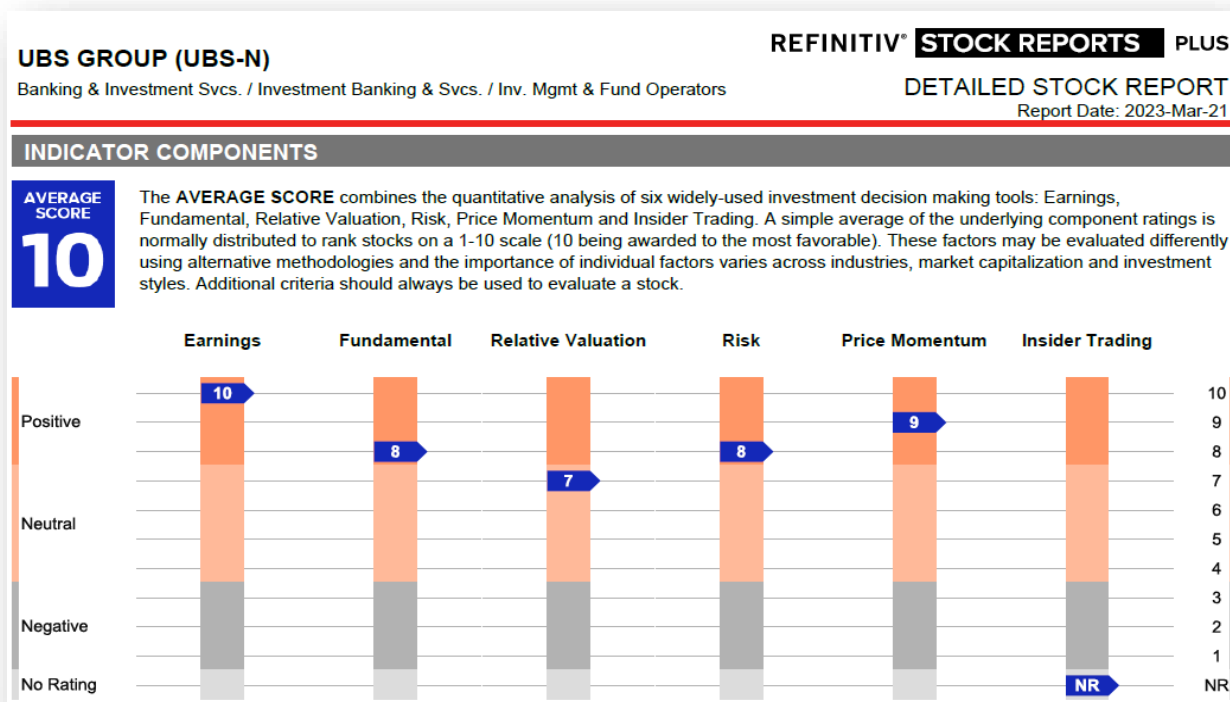 UBS GROUP (UBS-N)
Banking & Investment Svcs. / Investment Banking & Svcs. / Inv. Mgmt & Fund Operators
REFINITIV® STOCK REPORTS PLUS
DETAILED STOCK REPORT
Report Date: 2023-Mar-21
INDICATOR COMPONENTS
AVERAGE
SCORE
10
The AVERAGE SCORE combines the quantitative analysis of six widely-used investment decision making tools: Earnings,
Fundamental, Relative Valuation, Risk, Price Momentum and Insider Trading. A simple average of the underlying component ratings is
normally distributed to rank stocks on a 1-10 scale (10 being awarded to the most favorable). These factors may be evaluated differently
using alternative methodologies and the importance of individual factors varies across industries, market capitalization and investment
styles. Additional criteria should always be used to evaluate a stock.
Earnings Fundamental Relative Valuation Risk Price Momentum Insider Trading
10 10
Positive 9 9
8 8 8
7 7
6
Neutral
5
4
3
Negative 2
1
No Rating NR NR